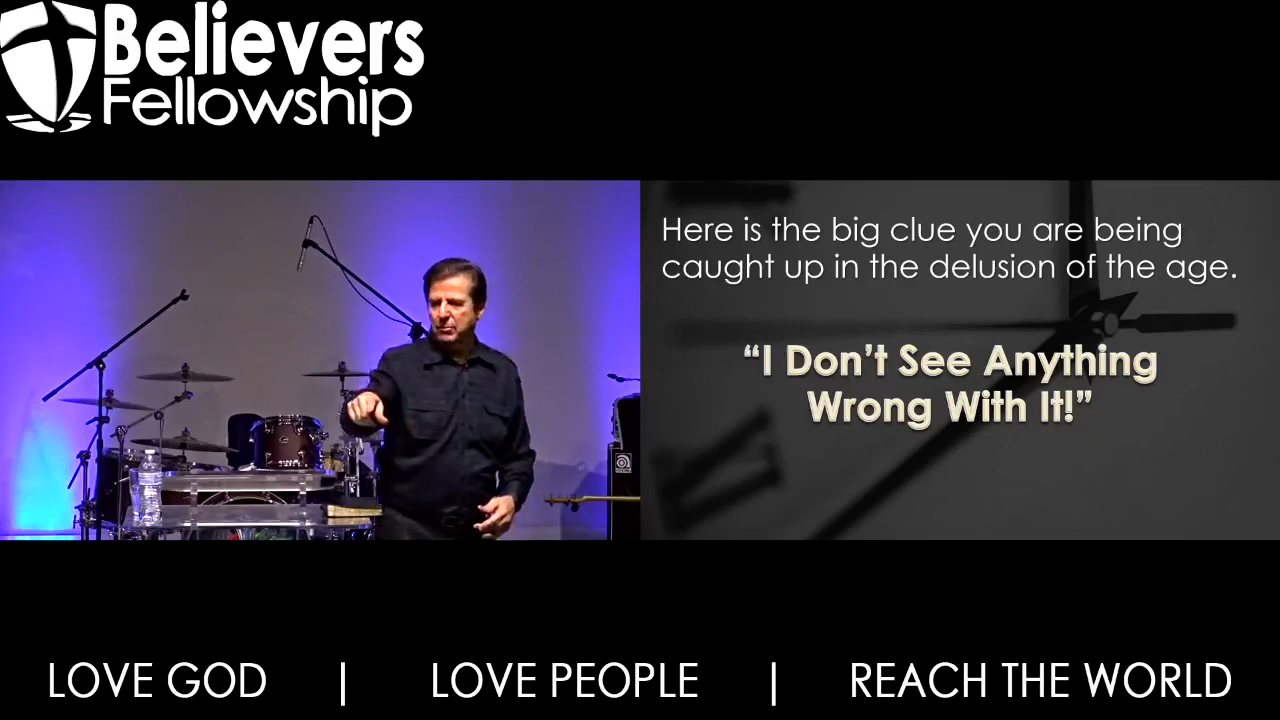 Believers
Fellowship
Here is the big clue you are being
caught up in the delusion of the age.
“I Don’t See Anything
Wrong With It!”
LOVE GOD | LOVE PEOPLE | REACH THE WORLD